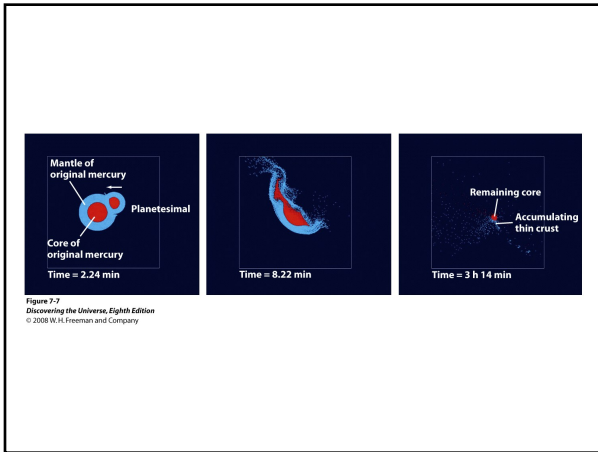 Mantle of
original mercury
Planetesimal
Core of
original mercury
Time = 2.24 min
Time = 8.22 min
Remaining core
Accumulating
thin crust
Time = 3 h 14 min
Figure 7-7
Discovering the Universe, Eighth Edition
© 2008 W. H. Freeman and Company